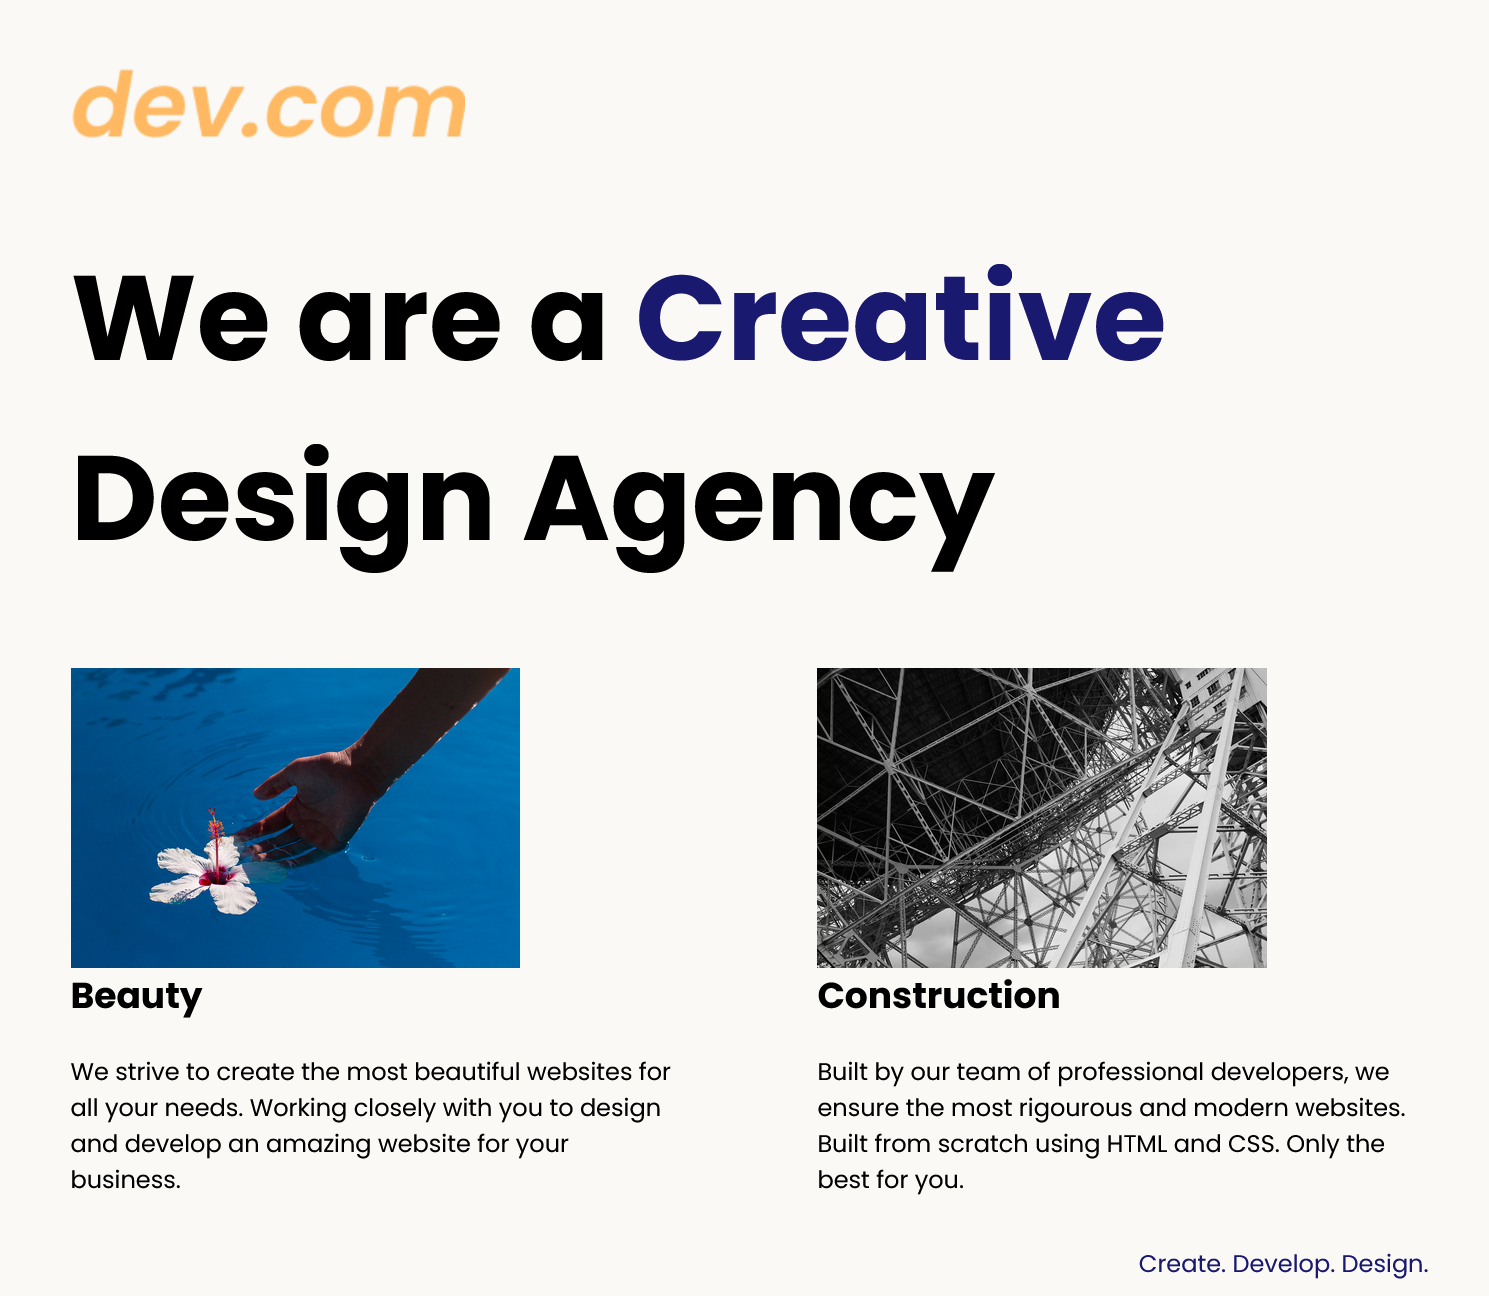 dev.com
We are a Creative
Design Agency
Beauty
We strive to create the most beautiful websites for
all your needs. Working closely with you to design
and develop an amazing website for your
business.
Construction
Built by our team of professional developers, we
ensure the most rigourous and modern websites.
Built from scratch using HTML and CSS. Only the
best for you.
Create. Develop. Design.